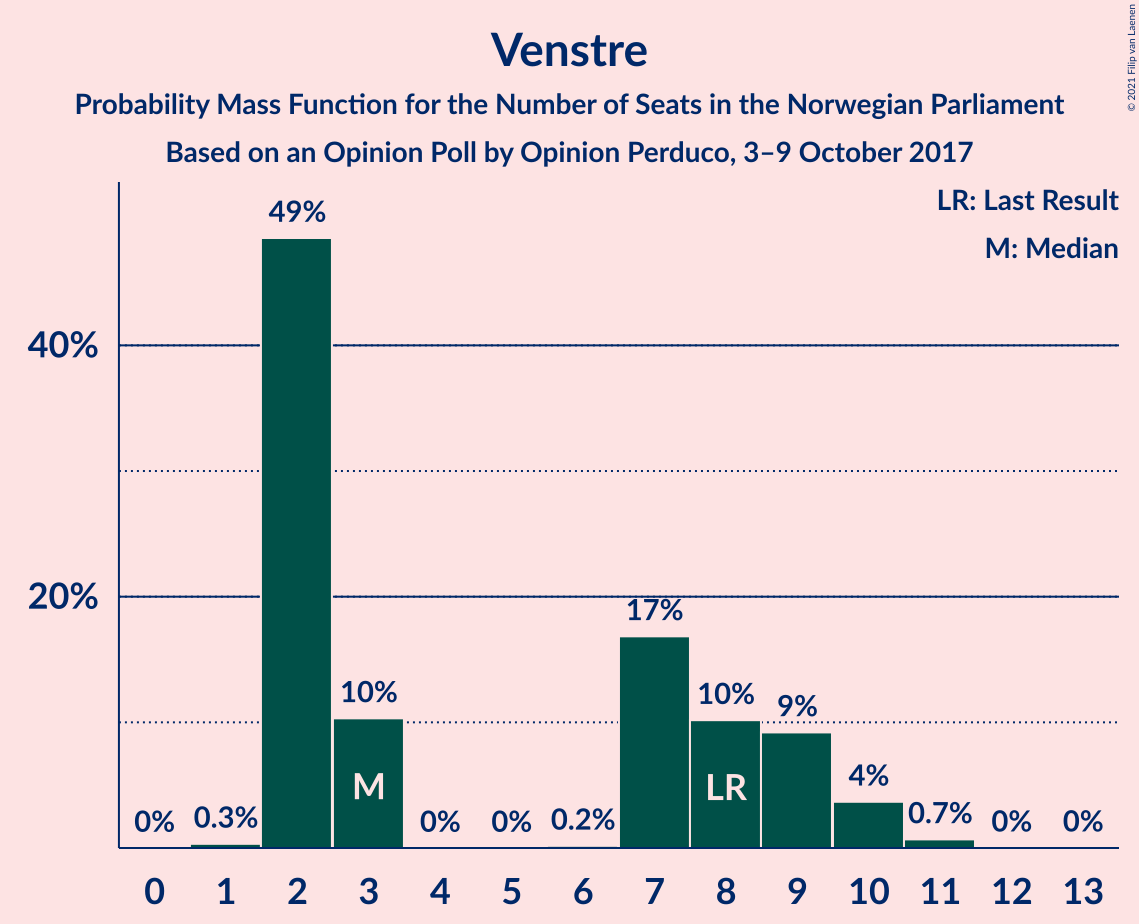 Venstre
Probability Mass Function for the Number of Seats in the Norwegian Parliament
Based on an Opinion Poll by Opinion Perduco, 3–9 October 2017
© 2021 Filip van Laenen
LR: Last Result
M: Median
40%
20%
0%
0.3%
49%
10%
0%
0%
0.2%
17%
10%
9%
4%
0.7%
0%
0%
M
LR
0 1 2 3 4 5 6 7 8 9 10 11 12 13